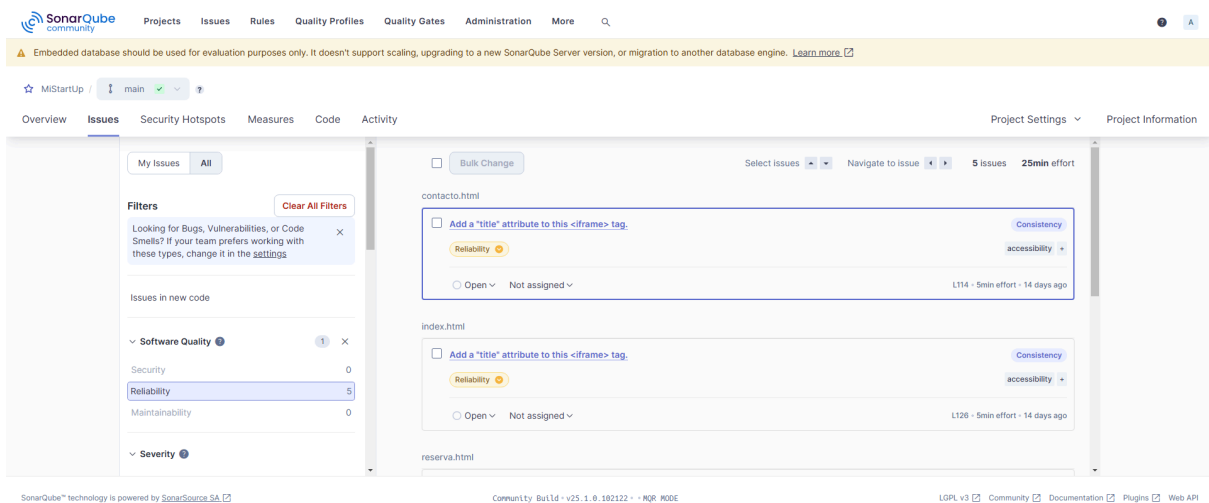 SonarQube community Projects Issues Rules Quality Profiles Quality Gates Administration More ? A
Embedded database should be used for evaluation purposes only. It doesn't support scaling, upgrading to a new SonarQube Server version, or migration to another database engine. Learn more
MiStartUp / main ?
Overview Issues Security Hotspots Measures Code Activity Project Settings Project Information
My Issues All
Filters Clear All Filters
Looking for Bugs, Vulnerabilities, or Code
Smells? If your team prefers working with
these types, change it in the settings
Issues in new code
Software Quality ? 1
Security 0
Reliability 5
Maintainability 0
Severity ?
Bulk Change Select issues Navigate to issue 5 issues 25min effort
contacto.html
Add a "title" attribute to this <iframe> tag. Consistency
Reliability accessibility +
Open Not assigned L114 • 5min effort • 14 days ago
index.html
Add a "title" attribute to this <iframe> tag. Consistency
Reliability accessibility +
Open Not assigned L126 • 5min effort • 14 days ago
reserva.html
SonarQube™ technology is powered by SonarSource SA Community Build • v25.1.0.102122 • • MQR MODE LGPL v3 Community Documentation Plugins Web API